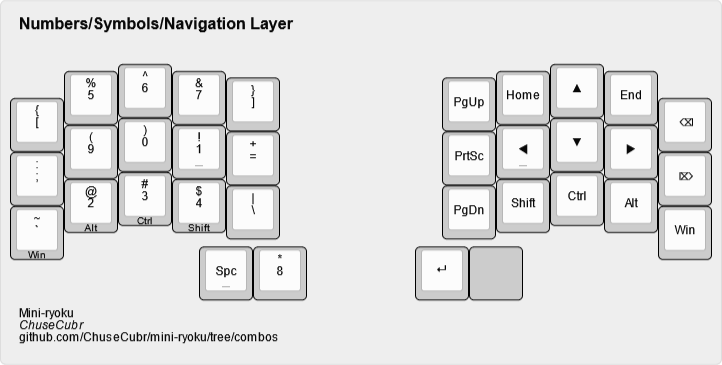 Numbers/Symbols/Navigation Layer
{ [
% 5
^ 6
& 7
} ]
PgUp
Home
▲
End
⌫
: ;
( 9
) 0
! 1 _
+ =
PrtSc
◀ _
▼
▶
⌦
~ ` Win
@ 2 Alt
# 3 Ctrl
$ 4 Shift
| \
PgDn
Shift
Ctrl
Alt
Win
Spc _
* 8
↵
Mini-ryoku
ChuseCubr
github.com/ChuseCubr/mini-ryoku/tree/combos